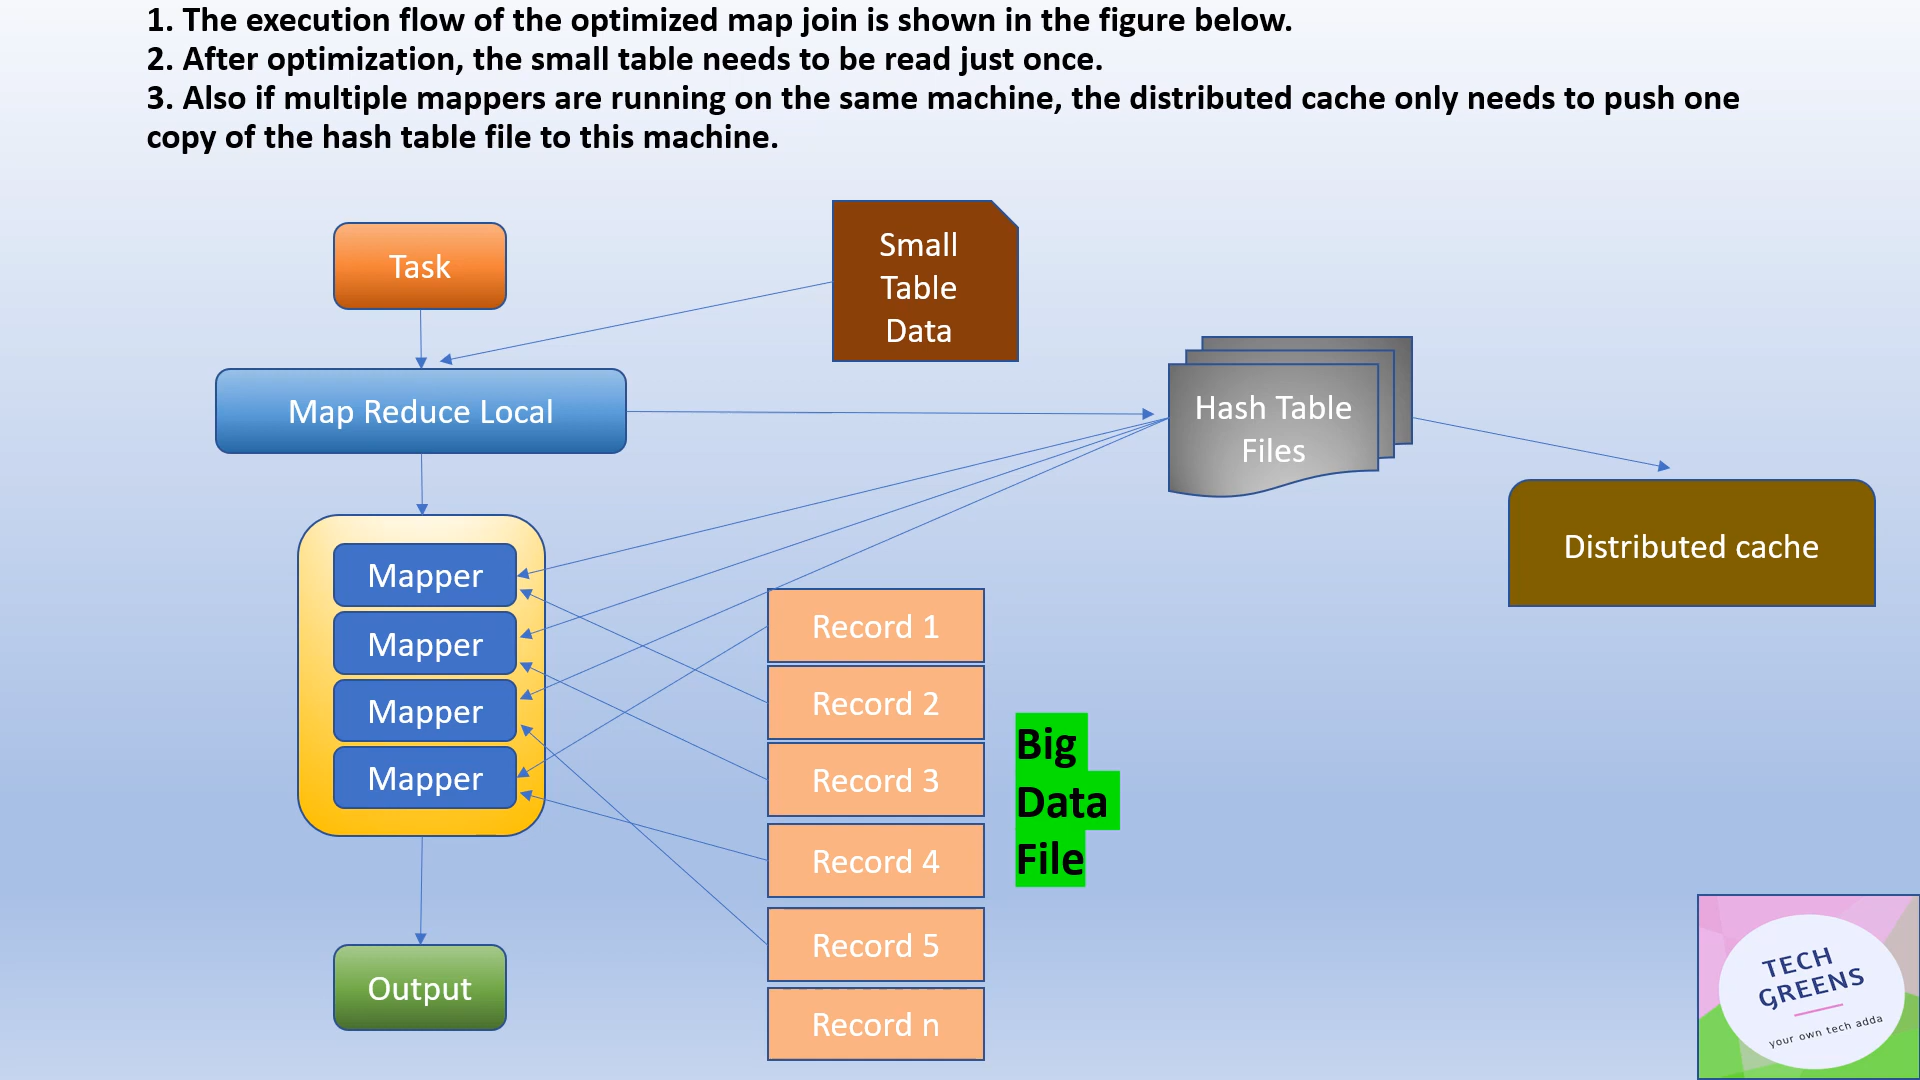 1. The execution flow of the optimized map join is shown in the figure below.
2. After optimization, the small table needs to be read just once.
3. Also if multiple mappers are running on the same machine, the distributed cache only needs to push one
copy of the hash table file to this machine.
Task
Small
Table
Data
Map Reduce Local
Hash Table
Files
Distributed cache
Mapper
Mapper
Mapper
Mapper
Record 1
Record 2
Record 3
Record 4
Record 5
Record n
Big
Data
File
Output
TECH
GREENS
your own tech adda